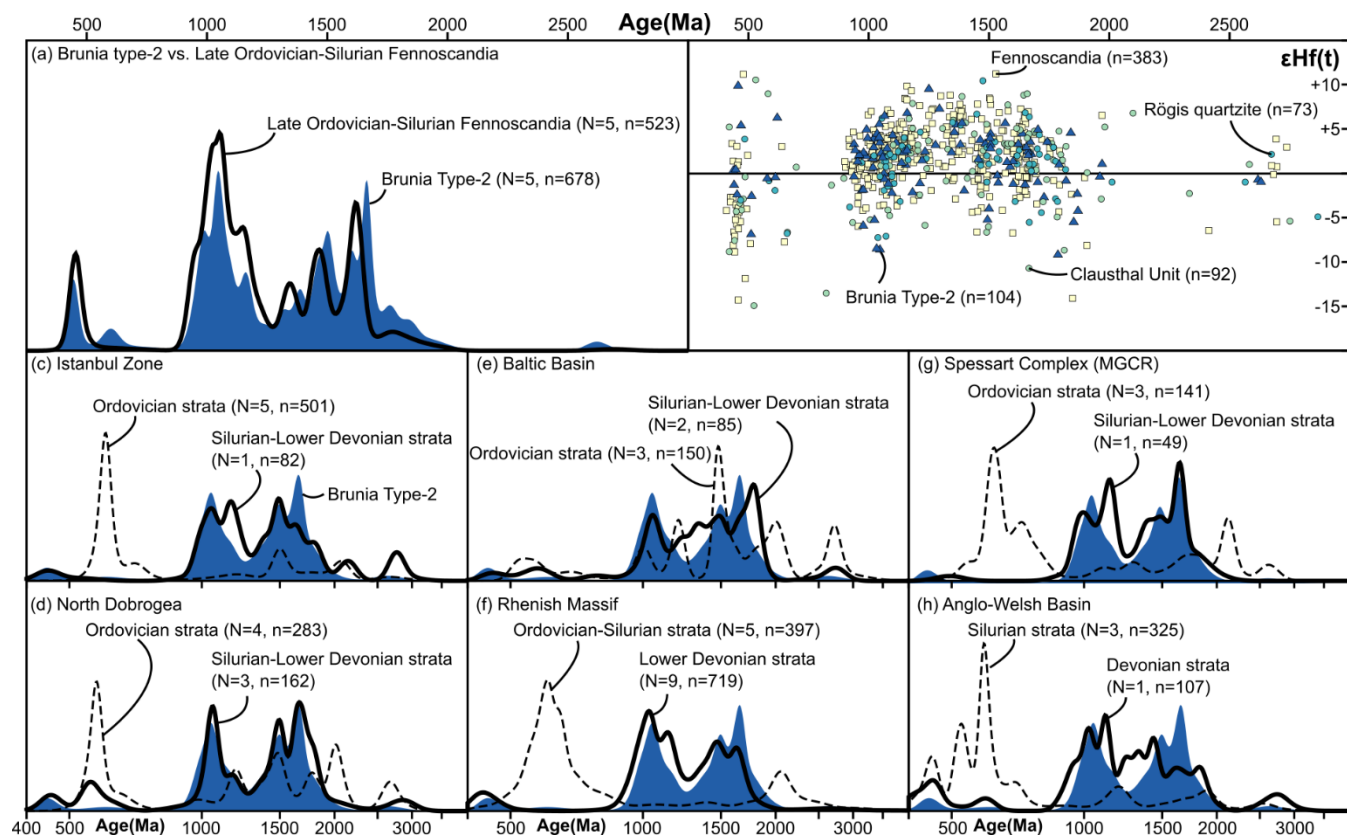 500 1000 1500 2000 2500 Age(Ma) 500 1000 1500 2000 2500
(a) Brunia type-2 vs. Late Ordovician-Silurian Fennoscandia
Late Ordovician-Silurian Fennoscandia (N=5, n=523)
Brunia Type-2 (N=5, n=678)
Fennoscandia (n=383)
εHf(t)
+10
Rögis quartzite (n=73)
+5
0
-5
Clausthal Unit (n=92)
-10
Brunia Type-2 (n=104)
-15
(c) Istanbul Zone
Ordovician strata (N=5, n=501)
Silurian-Lower Devonian strata
(N=1, n=82)
Brunia Type-2
(e) Baltic Basin
Silurian-Lower Devonian strata
(N=2, n=85)
Ordovician strata (N=3, n=150)
(g) Spessart Complex (MGCR)
Ordovician strata (N=3, n=141)
Silurian-Lower Devonian strata
(N=1, n=49)
(d) North Dobrogea
Ordovician strata (N=4, n=283)
Silurian-Lower Devonian strata
(N=3, n=162)
(f) Rhenish Massif
Ordovician-Silurian strata (N=5, n=397)
Lower Devonian strata
(N=9, n=719)
(h) Anglo-Welsh Basin
Silurian strata (N=3, n=325)
Devonian strata
(N=1, n=107)
400 500 Age(Ma) 1000 1500 2000 3000 500 Age(Ma) 1000 1500 2000 3000 500 Age(Ma) 1000 1500 2000 3000